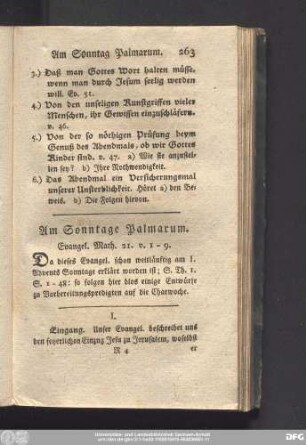 Am Sonntag Palmarum. 263
3.) Daß man Gottes Wort halten müsse,
wenn man durch Jesum seelig werden
will. Ev. 51.
4.) Von den unseligen Kunstgriffen vieler
Menschen, ihr Gewissen einzuschläfern.
v. 46.
5.) Von der so nöthigen Prüfung beym
Genuß des Abendmals, ob wir Gottes
Kinder sind. v. 47. a) Wie sie anzustel-
len sey? b) Ihre Nothwendigkeit.
6.) Das Abendmal ein Versicherungsmal
unserer Unsterblichkeit. Höret a) den Be-
weis. b) Die Folgen hievon.
Am Sonntage Palmarum.
Evangel. Math. 21. v. 1-9.
Da dieses Evangel. schon weitläuftig am 1.
Advents Sonntage erklärt worden ist; S. Th. 1.
S. 1-48: so folgen hier blos einige Entwürfe
zu Vorbereitungspredigten auf die Charwoche.
1.
Eingang. Unser Evangel. beschreibet uns
den feyerlichen Einzug Jesu zu Jerusalem, woselbst
R 4 er